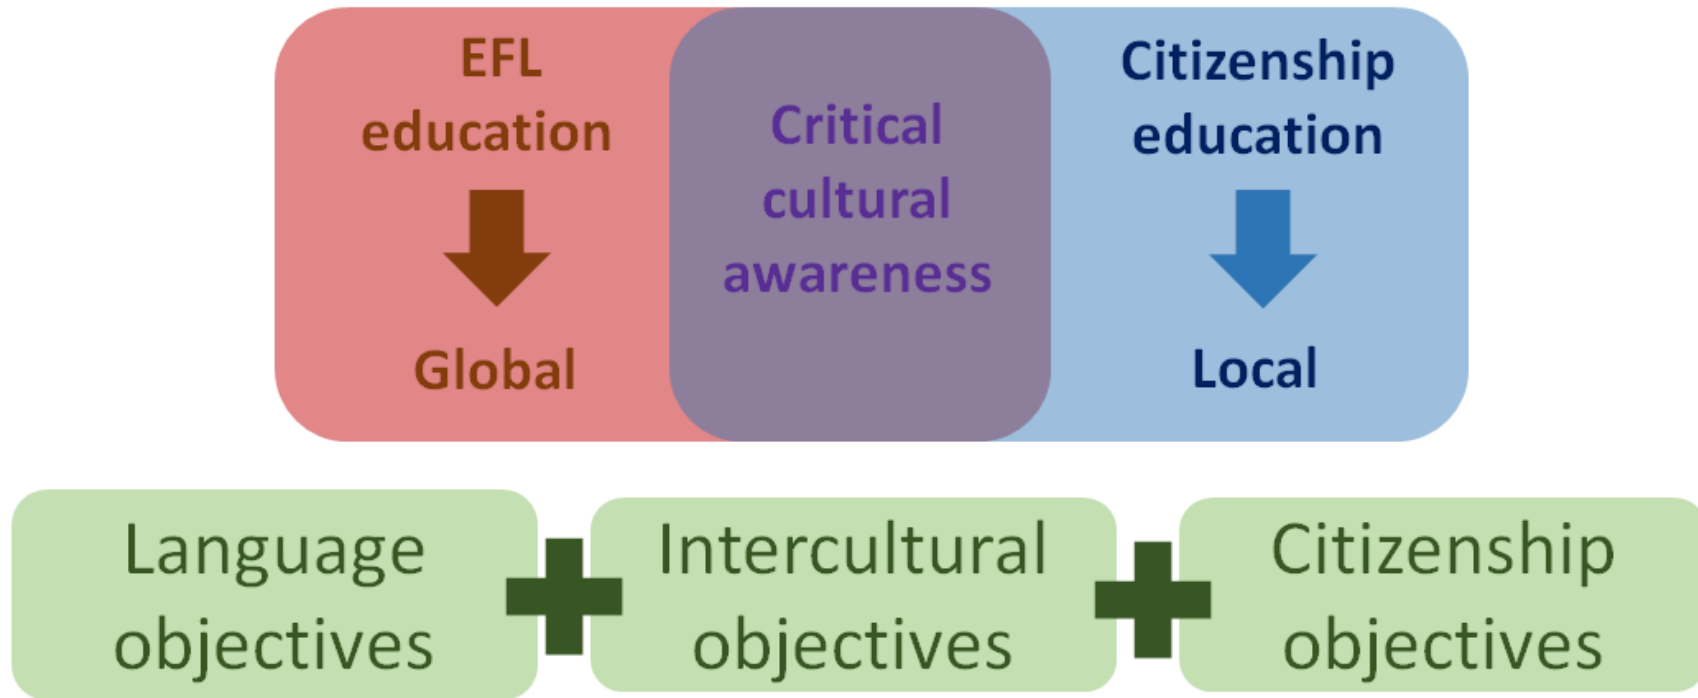 EFL
education
Global
Critical
cultural
awareness
Citizenship
education
Local
Language
objectives
Intercultural
objectives
Citizenship
objectives